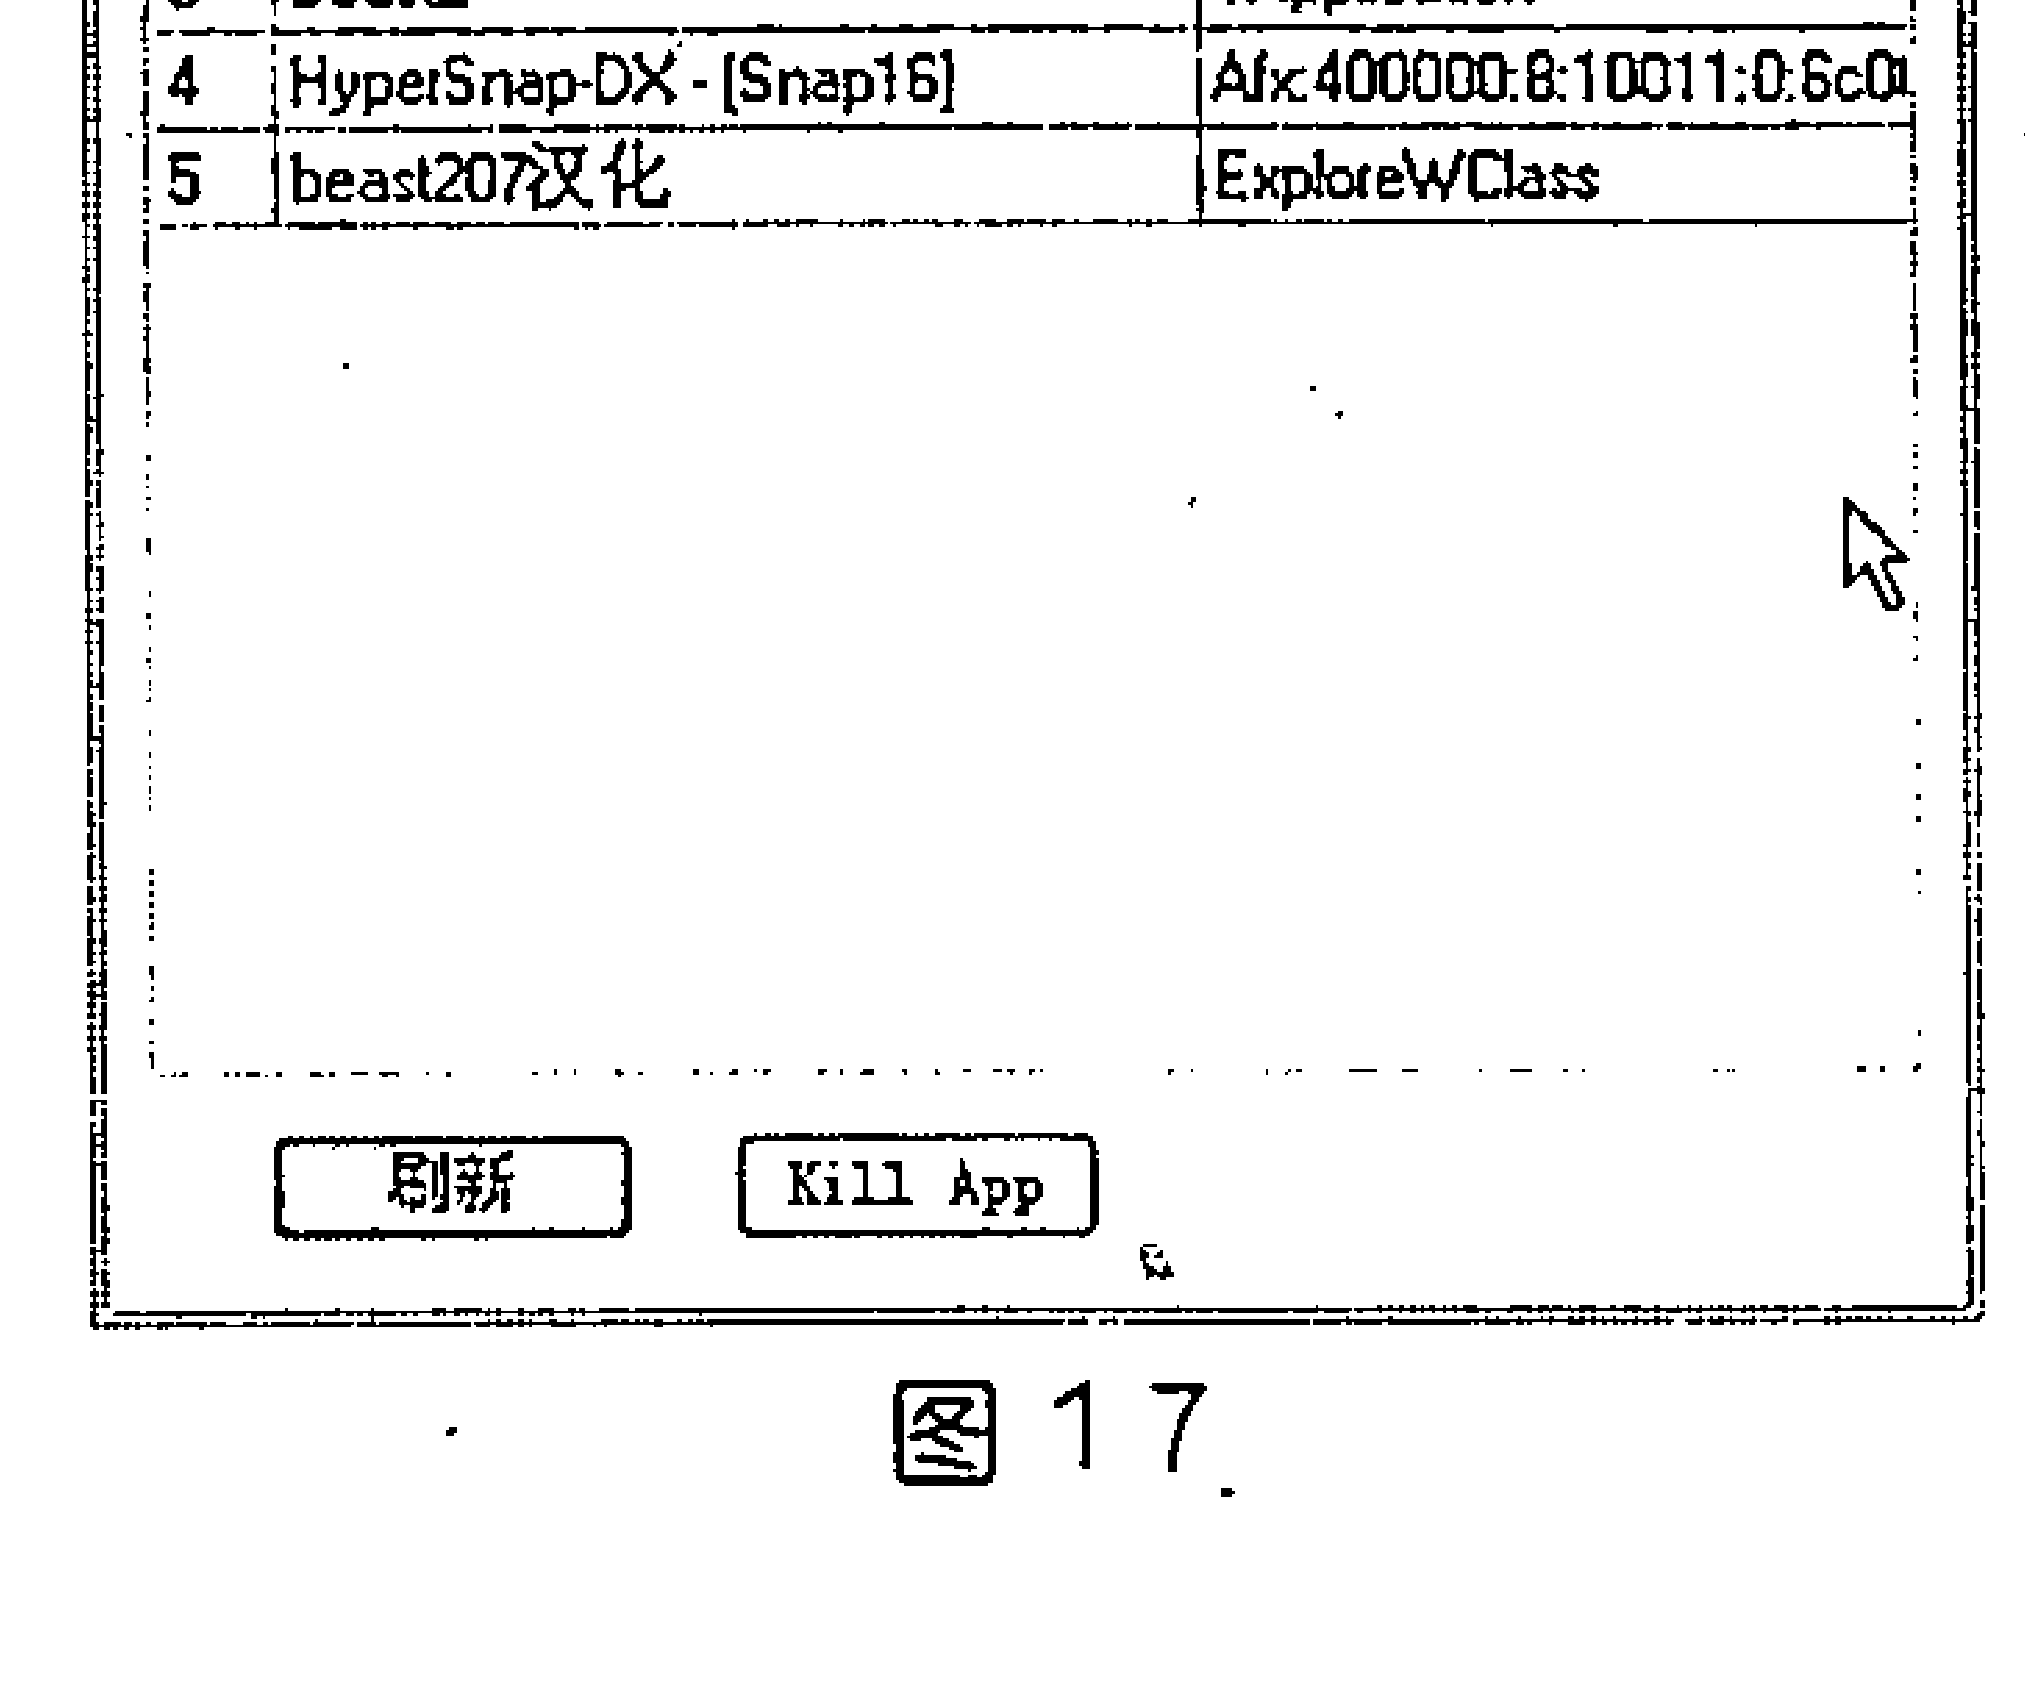 4 HyperSnap-DX - [Snap16] Afx:400000:8:10011:0:6c0
5 beast207汉化 ExploreWClass
刷新 Kill App
图 17